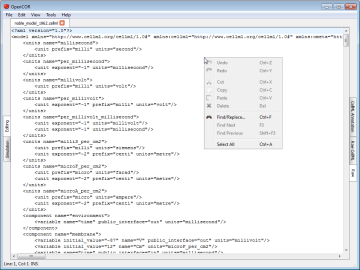 OpenCOR
File Edit View Tools Help
noble_model_1962.cellml
<?xml version="1.0"?>
<model xmlns="http://www.cellml.org/cellml/1.0#" xmlns:cellml="http://www.cellml.org/cellml/1.0#" xmlns:cmeta="htt
<units name="millisecond">
<unit prefix="milli" units="second"/>
</units>
<units name="per_millisecond">
<unit exponent="-1" units="millisecond"/>
</units>
<units name="millivolt">
<unit prefix="milli" units="volt"/>
</units>
<units name="per_millivolt">
<unit exponent="-1" prefix="milli" units="volt"/>
</units>
<units name="per_millivolt_millisecond">
<unit exponent="-1" units="millivolt"/>
<unit exponent="-1" units="millisecond"/>
</units>
<units name="milliS_per_cm2">
<unit prefix="milli" units="siemens"/>
<unit exponent="-2" prefix="centi" units="metre"/>
</units>
<units name="microF_per_cm2">
<unit prefix="micro" units="farad"/>
<unit exponent="-2" prefix="centi" units="metre"/>
</units>
<units name="microA_per_cm2">
<unit prefix="micro" units="ampere"/>
<unit exponent="-2" prefix="centi" units="metre"/>
</units>
<component name="environment">
<variable name="time" public_interface="out" units="millisecond"/>
</component>
<component name="membrane">
<variable initial_value="-87" name="V" public_interface="out" units="millivolt"/>
<variable initial_value="12" name="Cm" units="microF_per_cm2"/>
Undo Ctrl+Z
Redo Ctrl+Y
Cut Ctrl+X
Copy Ctrl+C
Paste Ctrl+V
Delete Del
Find/Replace... Ctrl+F
Find Next F3
Find Previous Shift+F3
Select All Ctrl+A
Editing
Simulation
CellML Annotation
Raw CellML
Raw
Line: 1, Col: 1 INS